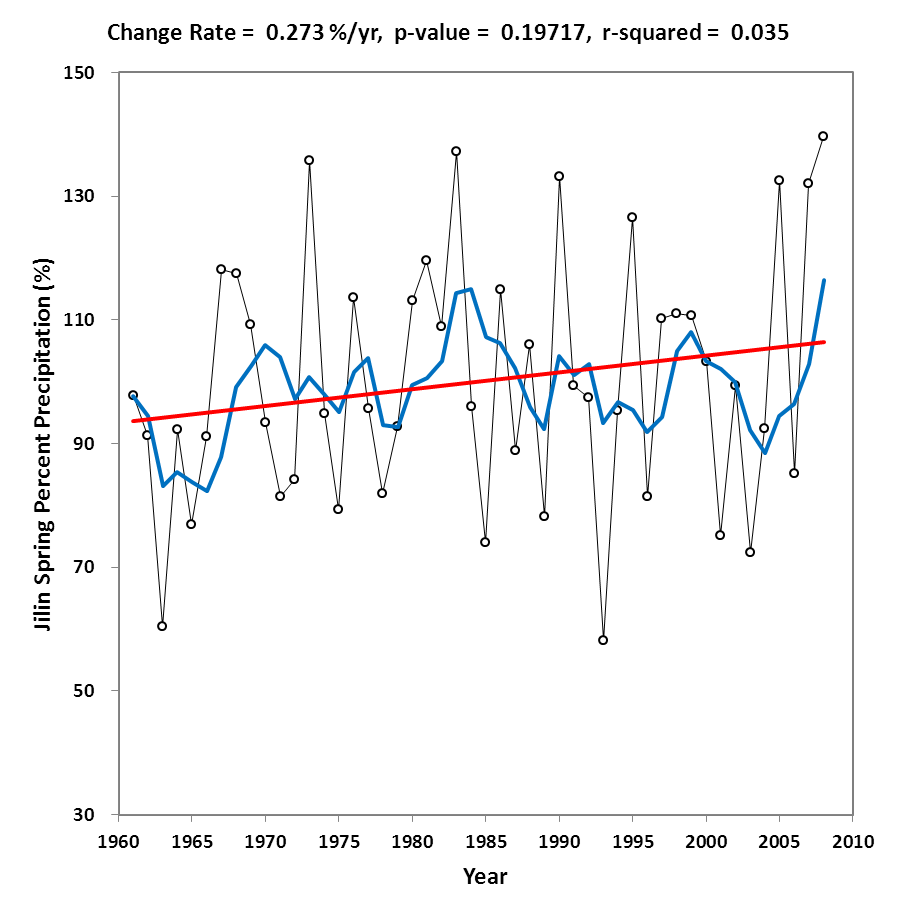 Change Rate = 0.273 %/yr, p-value = 0.19717, r-squared = 0.035
Jilin Spring Percent Precipitation (%)
150
130
110
90
70
50
30
1960 1965 1970 1975 1980 1985 1990 1995 2000 2005 2010
Year